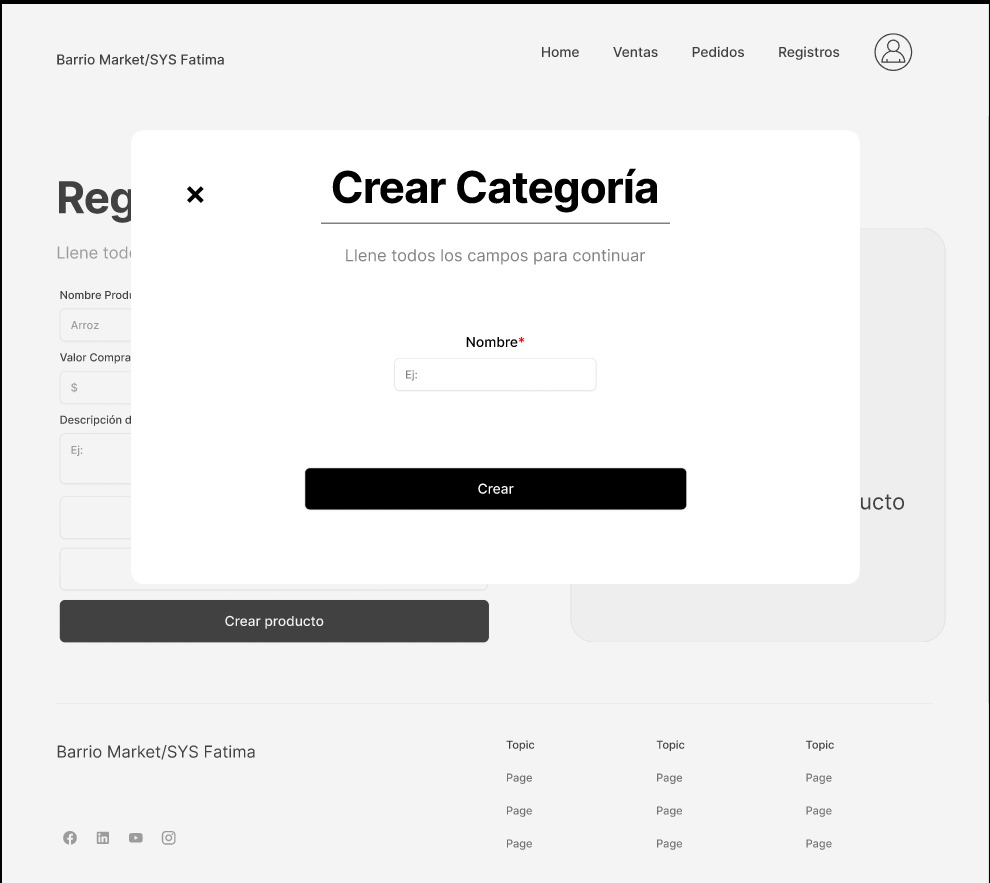 Barrio Market/SYS Fatima
Home
Ventas
Pedidos
Registros
Crear Categoría
Llene todos los campos para continuar
Nombre*
Ej:
Crear
Reg
Llene tod
Nombre Produ
Arroz
Valor Compra
$
Descripción d
Ej:
ucto
Crear producto
Barrio Market/SYS Fatima
Topic
Page
Page
Page
Topic
Page
Page
Page
Topic
Page
Page
Page